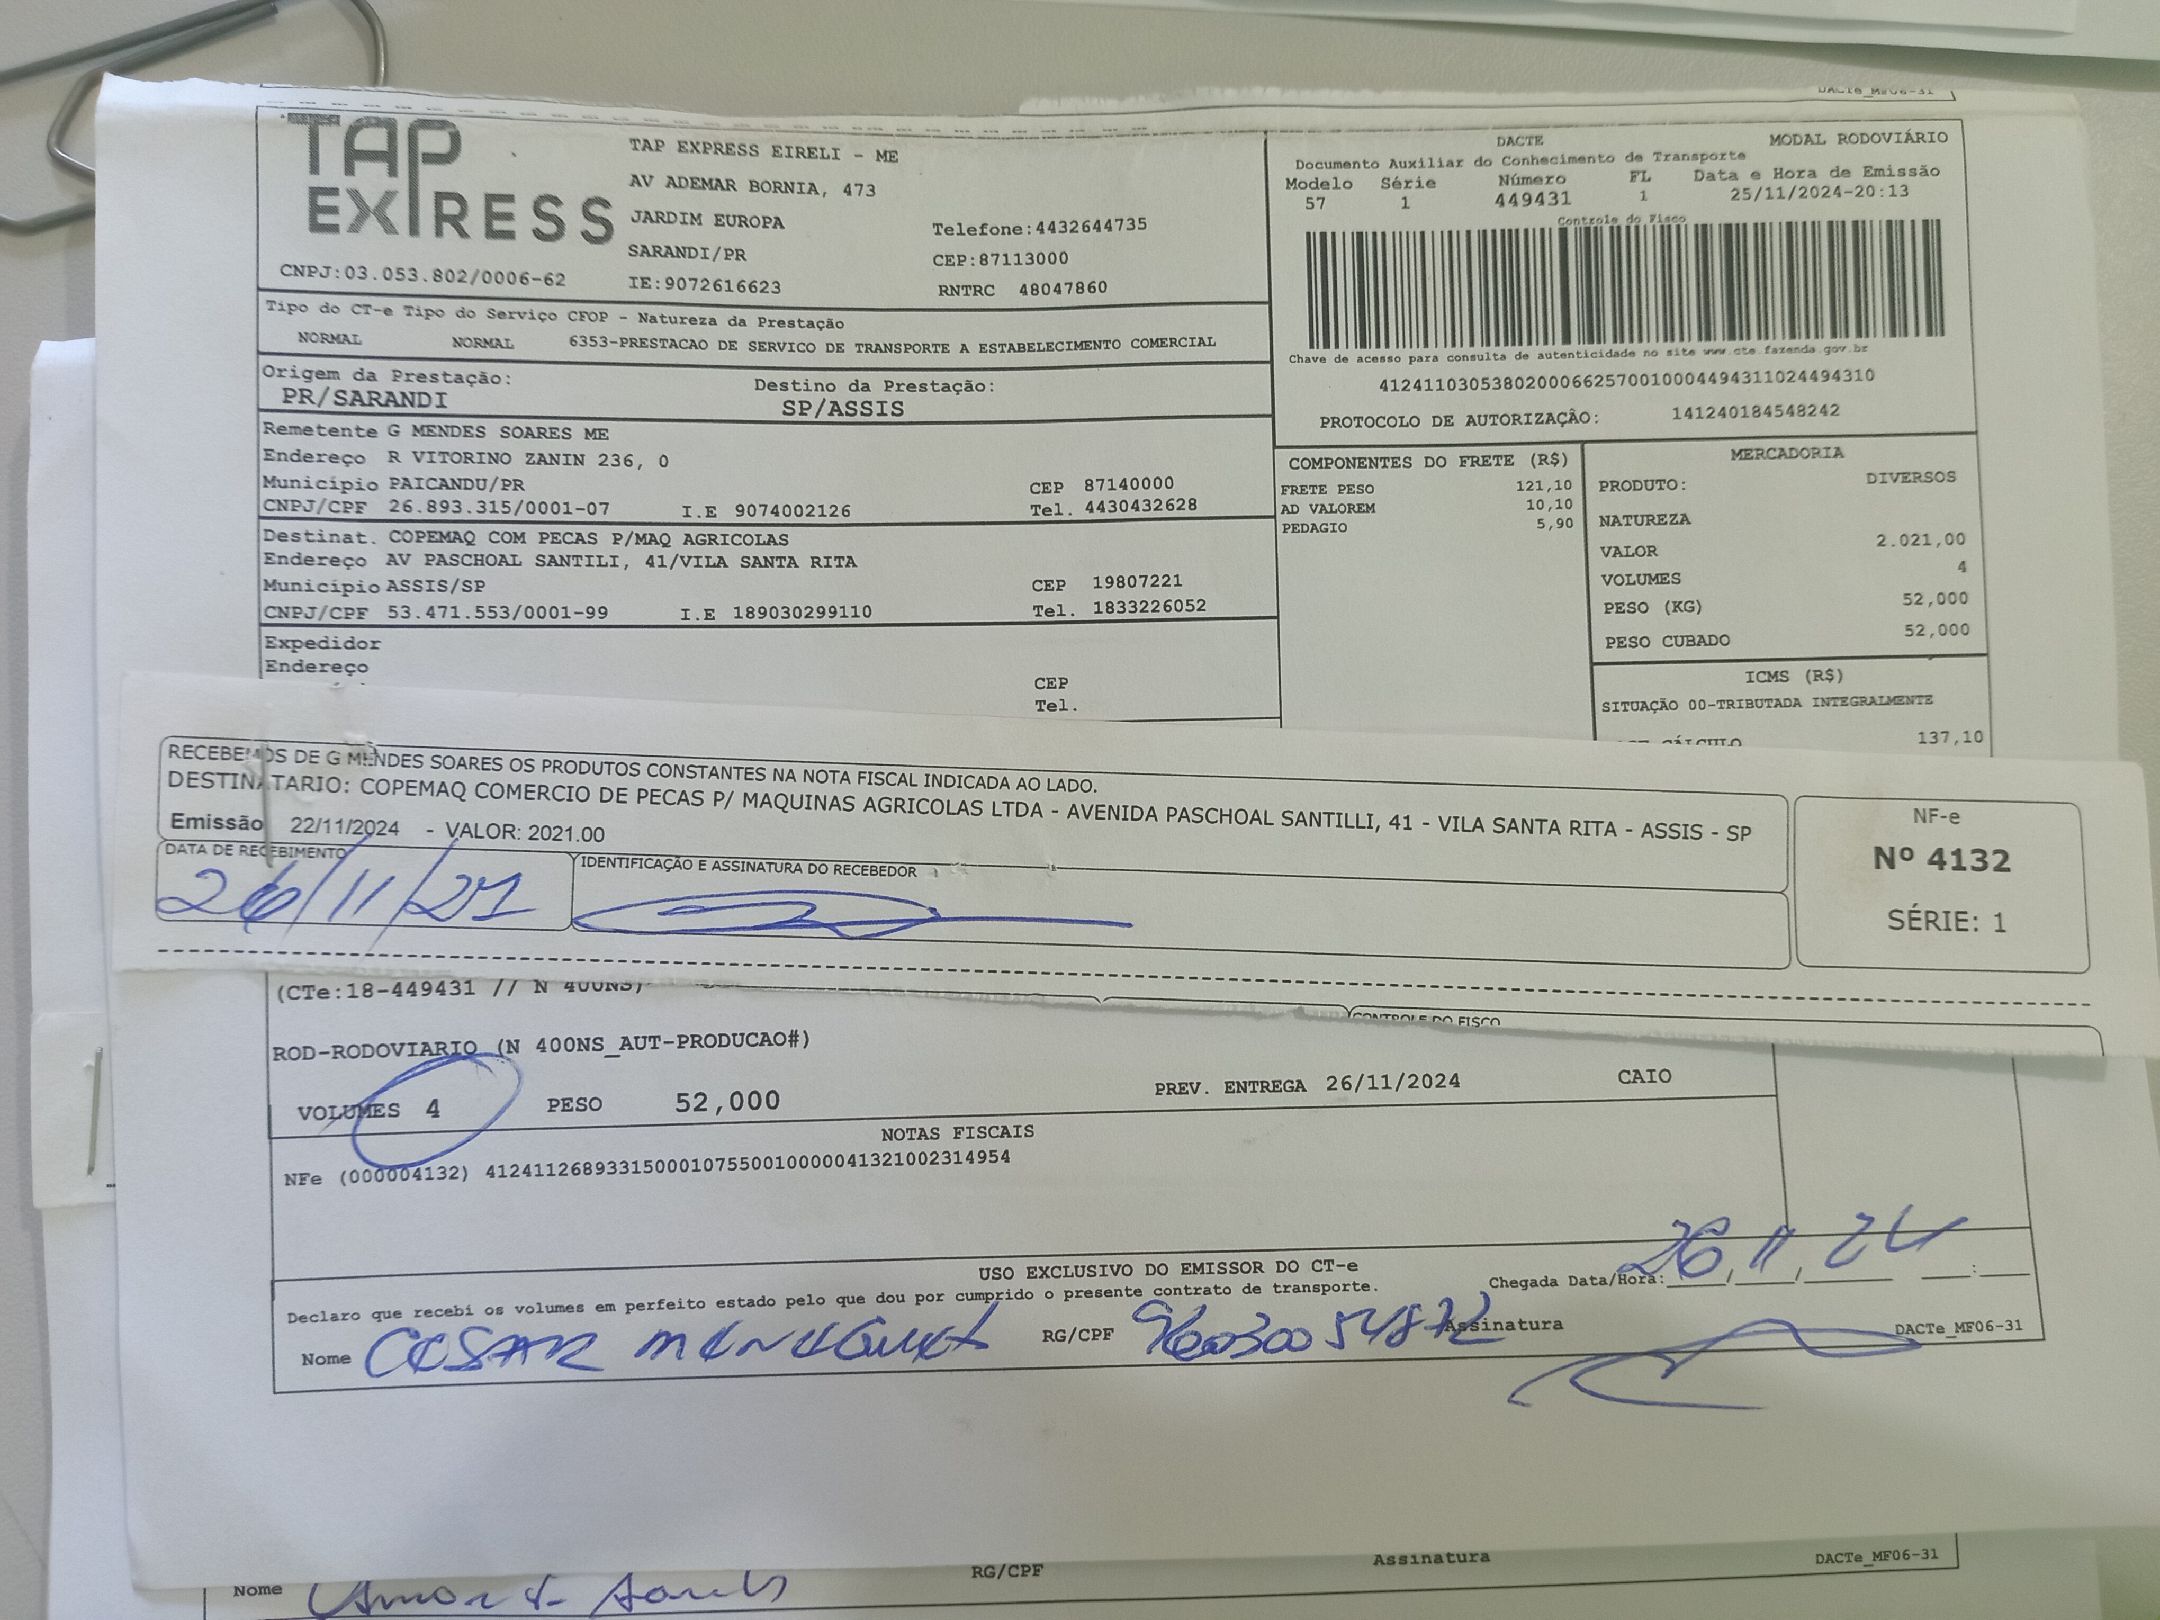 DACTe_MF06-31
TAP EXPRESS
TAP EXPRESS EIRELI - ME
AV ADEMAR BORNIA, 473
JARDIM EUROPA
Telefone:4432644735
SARANDI/PR
CEP:87113000
CNPJ:03.053.802/0006-62
IE:9072616623
RNTRC 48047860
DACTE
MODAL RODOVIÁRIO
Documento Auxiliar do Conhecimento de Transporte
Modelo Série Número FL Data e Hora de Emissão
57 1 449431 1 25/11/2024-20:13
Controle do Fisco
Chave de acesso para consulta de autenticidade no site www.cte.fazenda.gov.br
41241103053802000662570010004494311024494310
PROTOCOLO DE AUTORIZAÇÃO: 141240184548242
Tipo do CT-e Tipo do Serviço CFOP - Natureza da Prestação
NORMAL NORMAL 6353-PRESTACAO DE SERVICO DE TRANSPORTE A ESTABELECIMENTO COMERCIAL
Origem da Prestação: Destino da Prestação:
PR/SARANDI SP/ASSIS
Remetente G MENDES SOARES ME
Endereço R VITORINO ZANIN 236, 0
Município PAICANDU/PR CEP 87140000
CNPJ/CPF 26.893.315/0001-07 I.E 9074002126 Tel. 4430432628
Destinat. COPEMAQ COM PECAS P/MAQ AGRICOLAS
Endereço AV PASCHOAL SANTILI, 41/VILA SANTA RITA
Município ASSIS/SP CEP 19807221
CNPJ/CPF 53.471.553/0001-99 I.E 189030299110 Tel. 1833226052
Expedidor
Endereço
CEP
Tel.
COMPONENTES DO FRETE (R$)
FRETE PESO 121,10
AD VALOREM 10,10
PEDAGIO 5,90
MERCADORIA
PRODUTO: DIVERSOS
NATUREZA
VALOR 2.021,00
VOLUMES 4
PESO (KG) 52,000
PESO CUBADO 52,000
ICMS (R$)
SITUAÇÃO 00-TRIBUTADA INTEGRALMENTE
CÁLCULO 137,10
RECEBEMOS DE G MENDES SOARES OS PRODUTOS CONSTANTES NA NOTA FISCAL INDICADA AO LADO.
DESTINATARIO: COPEMAQ COMERCIO DE PECAS P/ MAQUINAS AGRICOLAS LTDA - AVENIDA PASCHOAL SANTILLI, 41 - VILA SANTA RITA - ASSIS - SP
Emissão 22/11/2024 - VALOR: 2021.00
DATA DE RECEBIMENTO
IDENTIFICAÇÃO E ASSINATURA DO RECEBEDOR
26/11/21
NF-e
Nº 4132
SÉRIE: 1
(CTe:18-449431 // N 400NS)
CONTROLE DO FISCO
ROD-RODOVIARIO (N 400NS_AUT-PRODUCAO#)
VOLUMES 4 PESO 52,000 PREV. ENTREGA 26/11/2024 CAIO
NOTAS FISCAIS
NFe (000004132) 41241126893315000107550010000041321002314954
USO EXCLUSIVO DO EMISSOR DO CT-e
Declaro que recebi os volumes em perfeito estado pelo que dou por cumprido o presente contrato de transporte.
Chegada Data/Hora: 26/11/24 :
Nome CESAR RG/CPF Assinatura
DACTe_MF06-31
Nome RG/CPF Assinatura DACTe_MF06-31